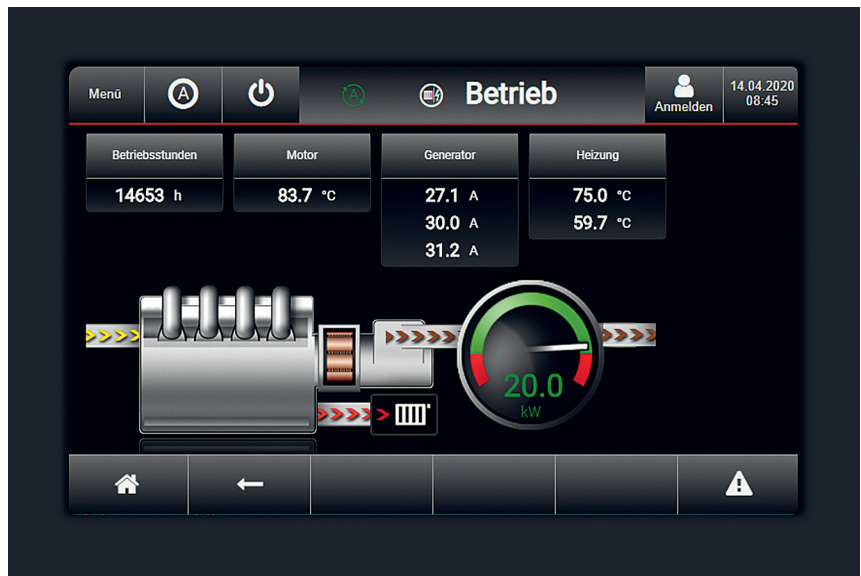 Menü
A
A
Betrieb
Anmelden
14.04.2020
08:45
Betriebsstunden
14653 h
Motor
83.7 °C
Generator
27.1 A
30.0 A
31.2 A
Heizung
75.0 °C
59.7 °C
20.0
kW